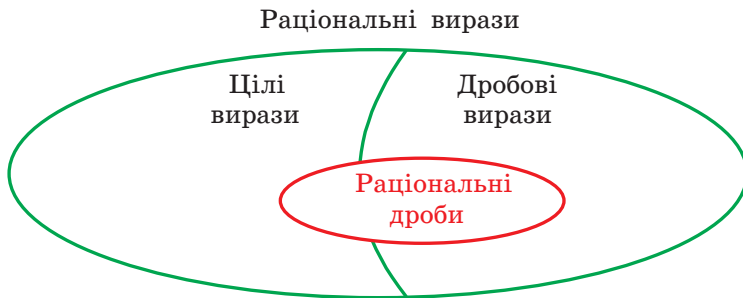 Раціональні вирази
Цілі
вирази
Дробові
вирази
Раціональні
дроби